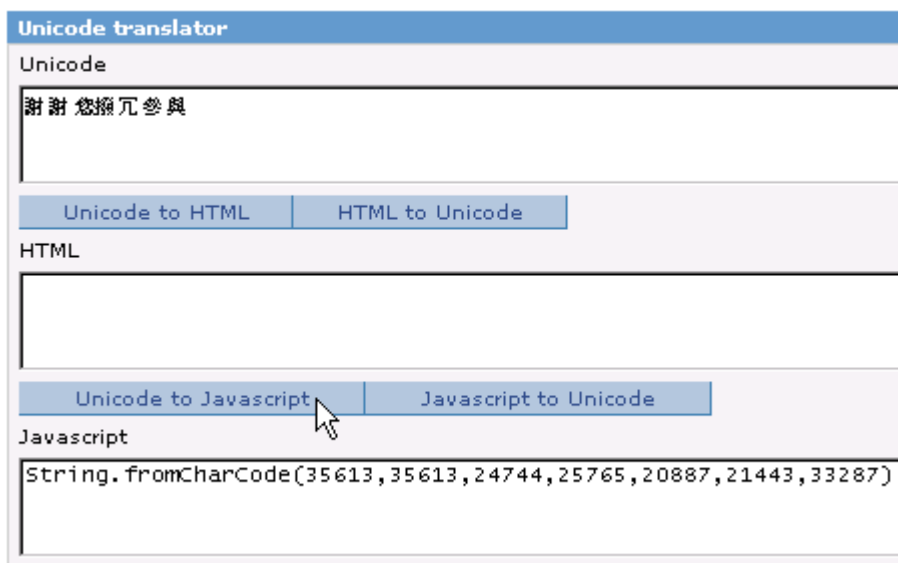 Unicode translator
Unicode
謝謝您撥冗參與
Unicode to HTML HTML to Unicode
HTML
Unicode to Javascript Javascript to Unicode
Javascript
String.fromCharCode(35613,35613,24744,25765,20887,21443,33287)